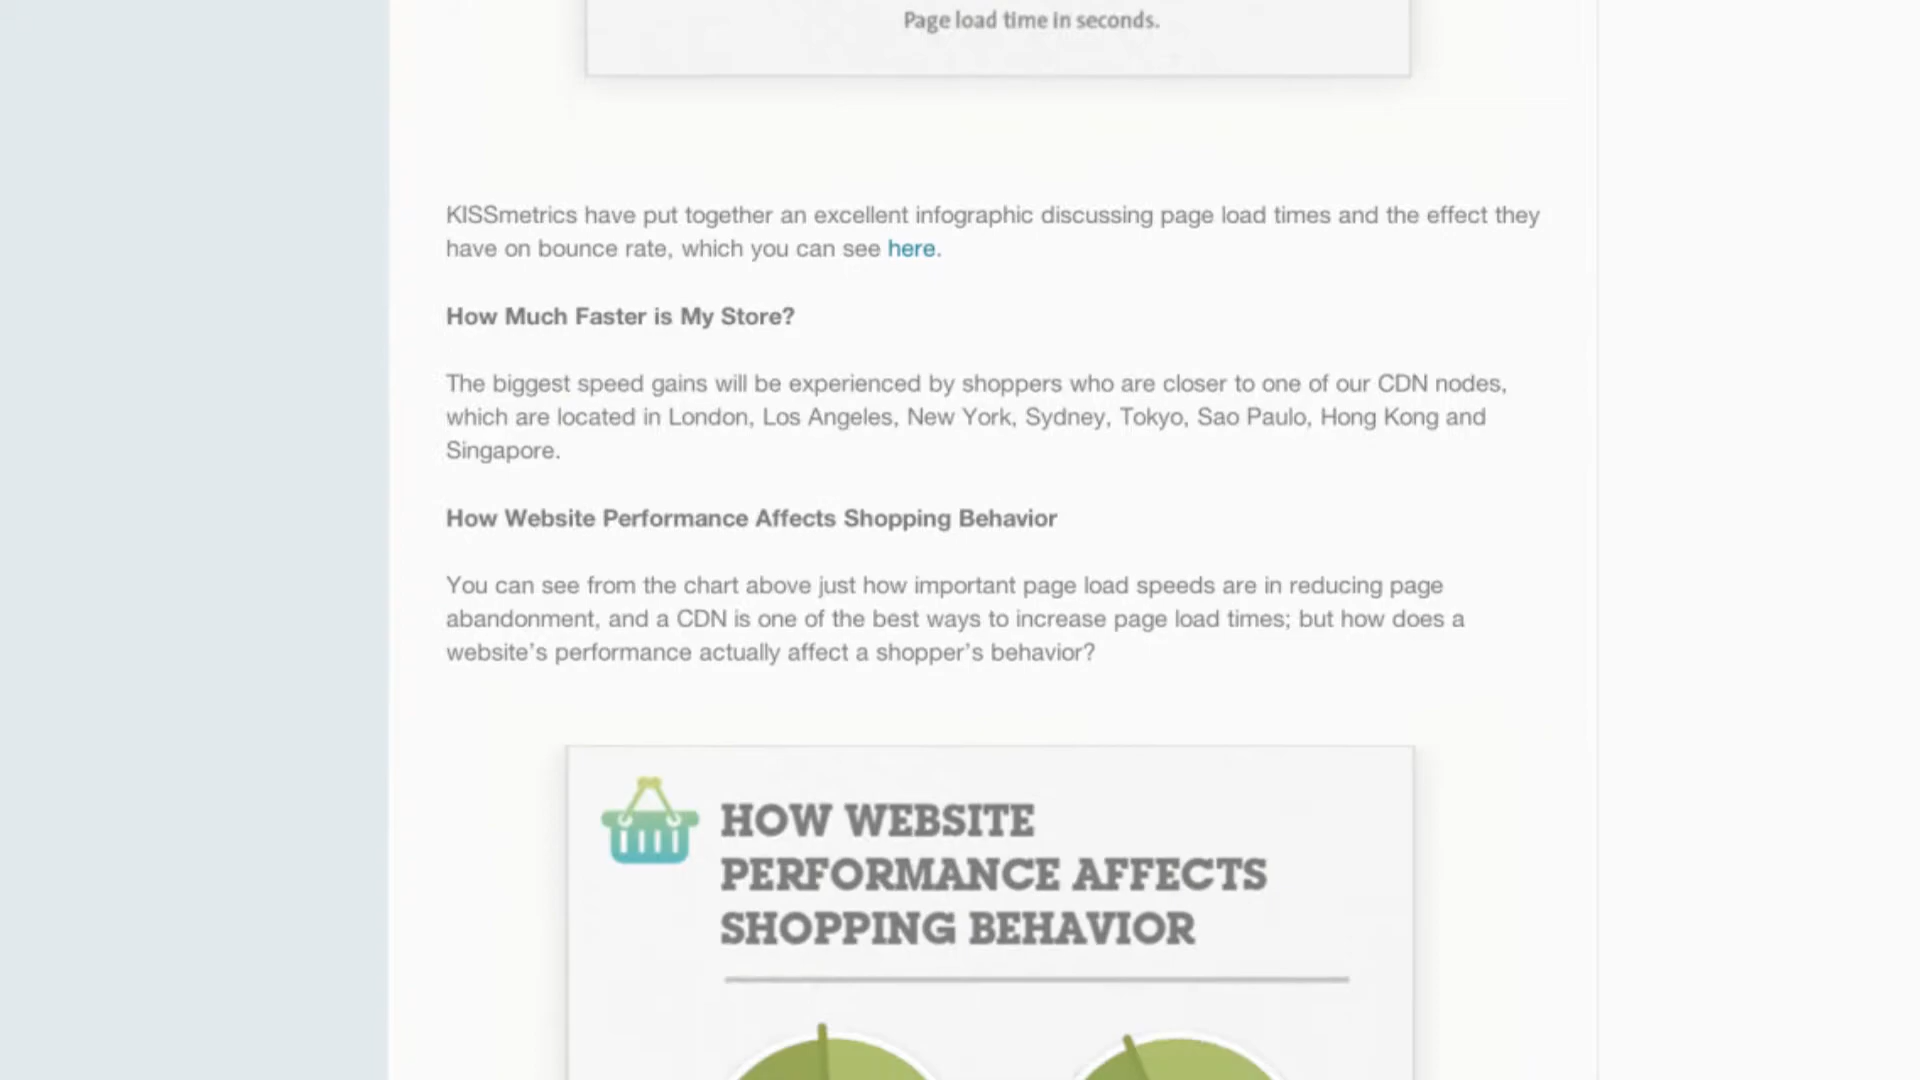 Page load time in seconds.
KISSmetrics have put together an excellent infographic discussing page load times and the effect they
have on bounce rate, which you can see here.
How Much Faster is My Store?
The biggest speed gains will be experienced by shoppers who are closer to one of our CDN nodes,
which are located in London, Los Angeles, New York, Sydney, Tokyo, Sao Paulo, Hong Kong and
Singapore.
How Website Performance Affects Shopping Behavior
You can see from the chart above just how important page load speeds are in reducing page
abandonment, and a CDN is one of the best ways to increase page load times; but how does a
website’s performance actually affect a shopper’s behavior?
HOW WEBSITE
PERFORMANCE AFFECTS
SHOPPING BEHAVIOR